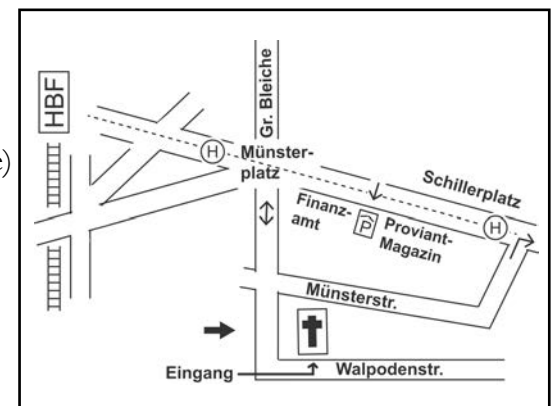 HBF
Gr. Bleiche
e)
H
Münster-
platz
Schillerplatz
Finanz-
amt
P
Proviant-
Magazin
H
Münsterstr.
Eingang
Walpodenstr.